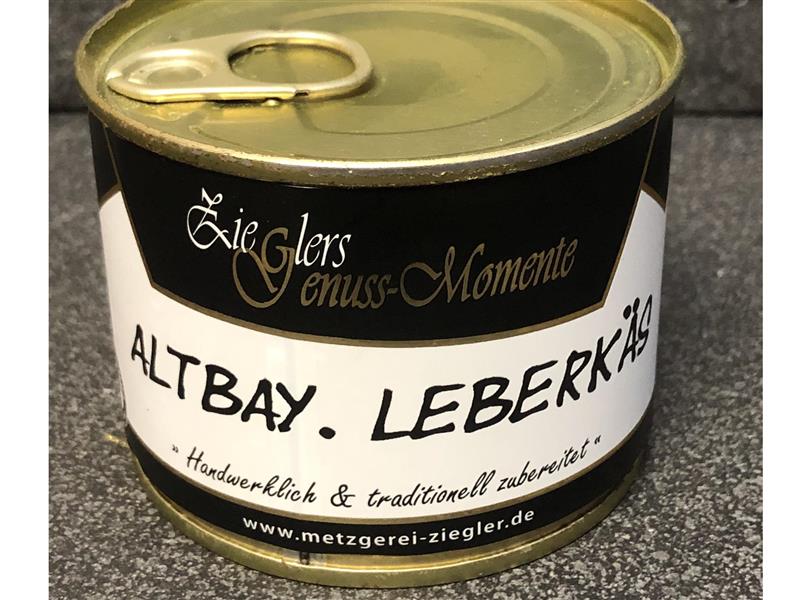 Zieglers
Genuss-Momente
ALTBAY. LEBERKÄS
» Handwerklich & traditionell zubereitet «
www.metzgerei-ziegler.de